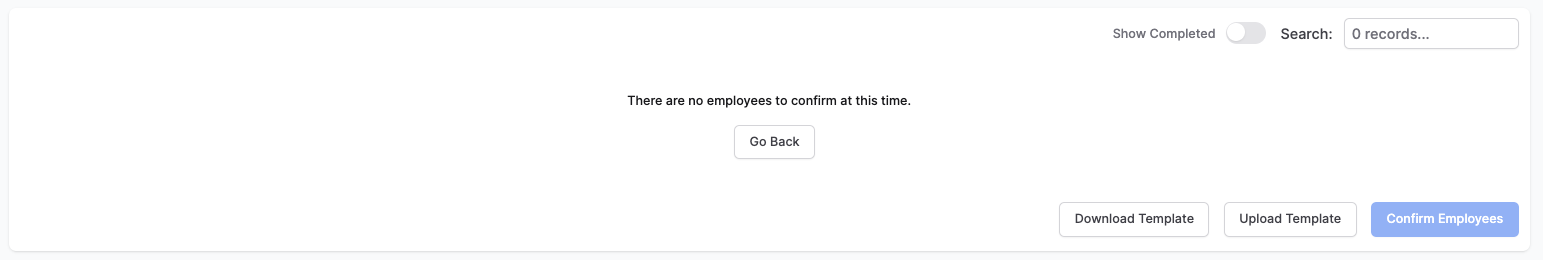 Show Completed
Search:
0 records...
There are no employees to confirm at this time.
Go Back
Download Template
Upload Template
Confirm Employees